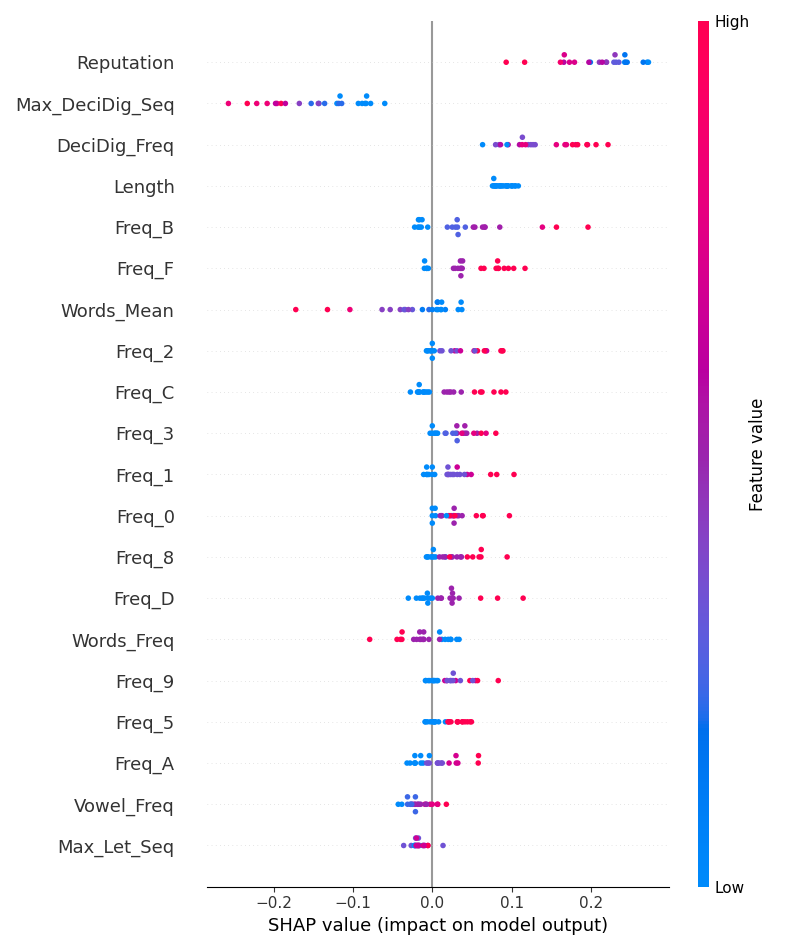 High
Reputation
Max_DeciDig_Seq
DeciDig_Freq
Length
Freq_B
Freq_F
Words_Mean
Freq_2
Freq_C
Freq_3
Freq_1
Freq_0
Freq_8
Freq_D
Words_Freq
Freq_9
Freq_5
Freq_A
Vowel_Freq
Max_Let_Seq
Feature value
Low
−0.2 −0.1 0.0 0.1 0.2
SHAP value (impact on model output)